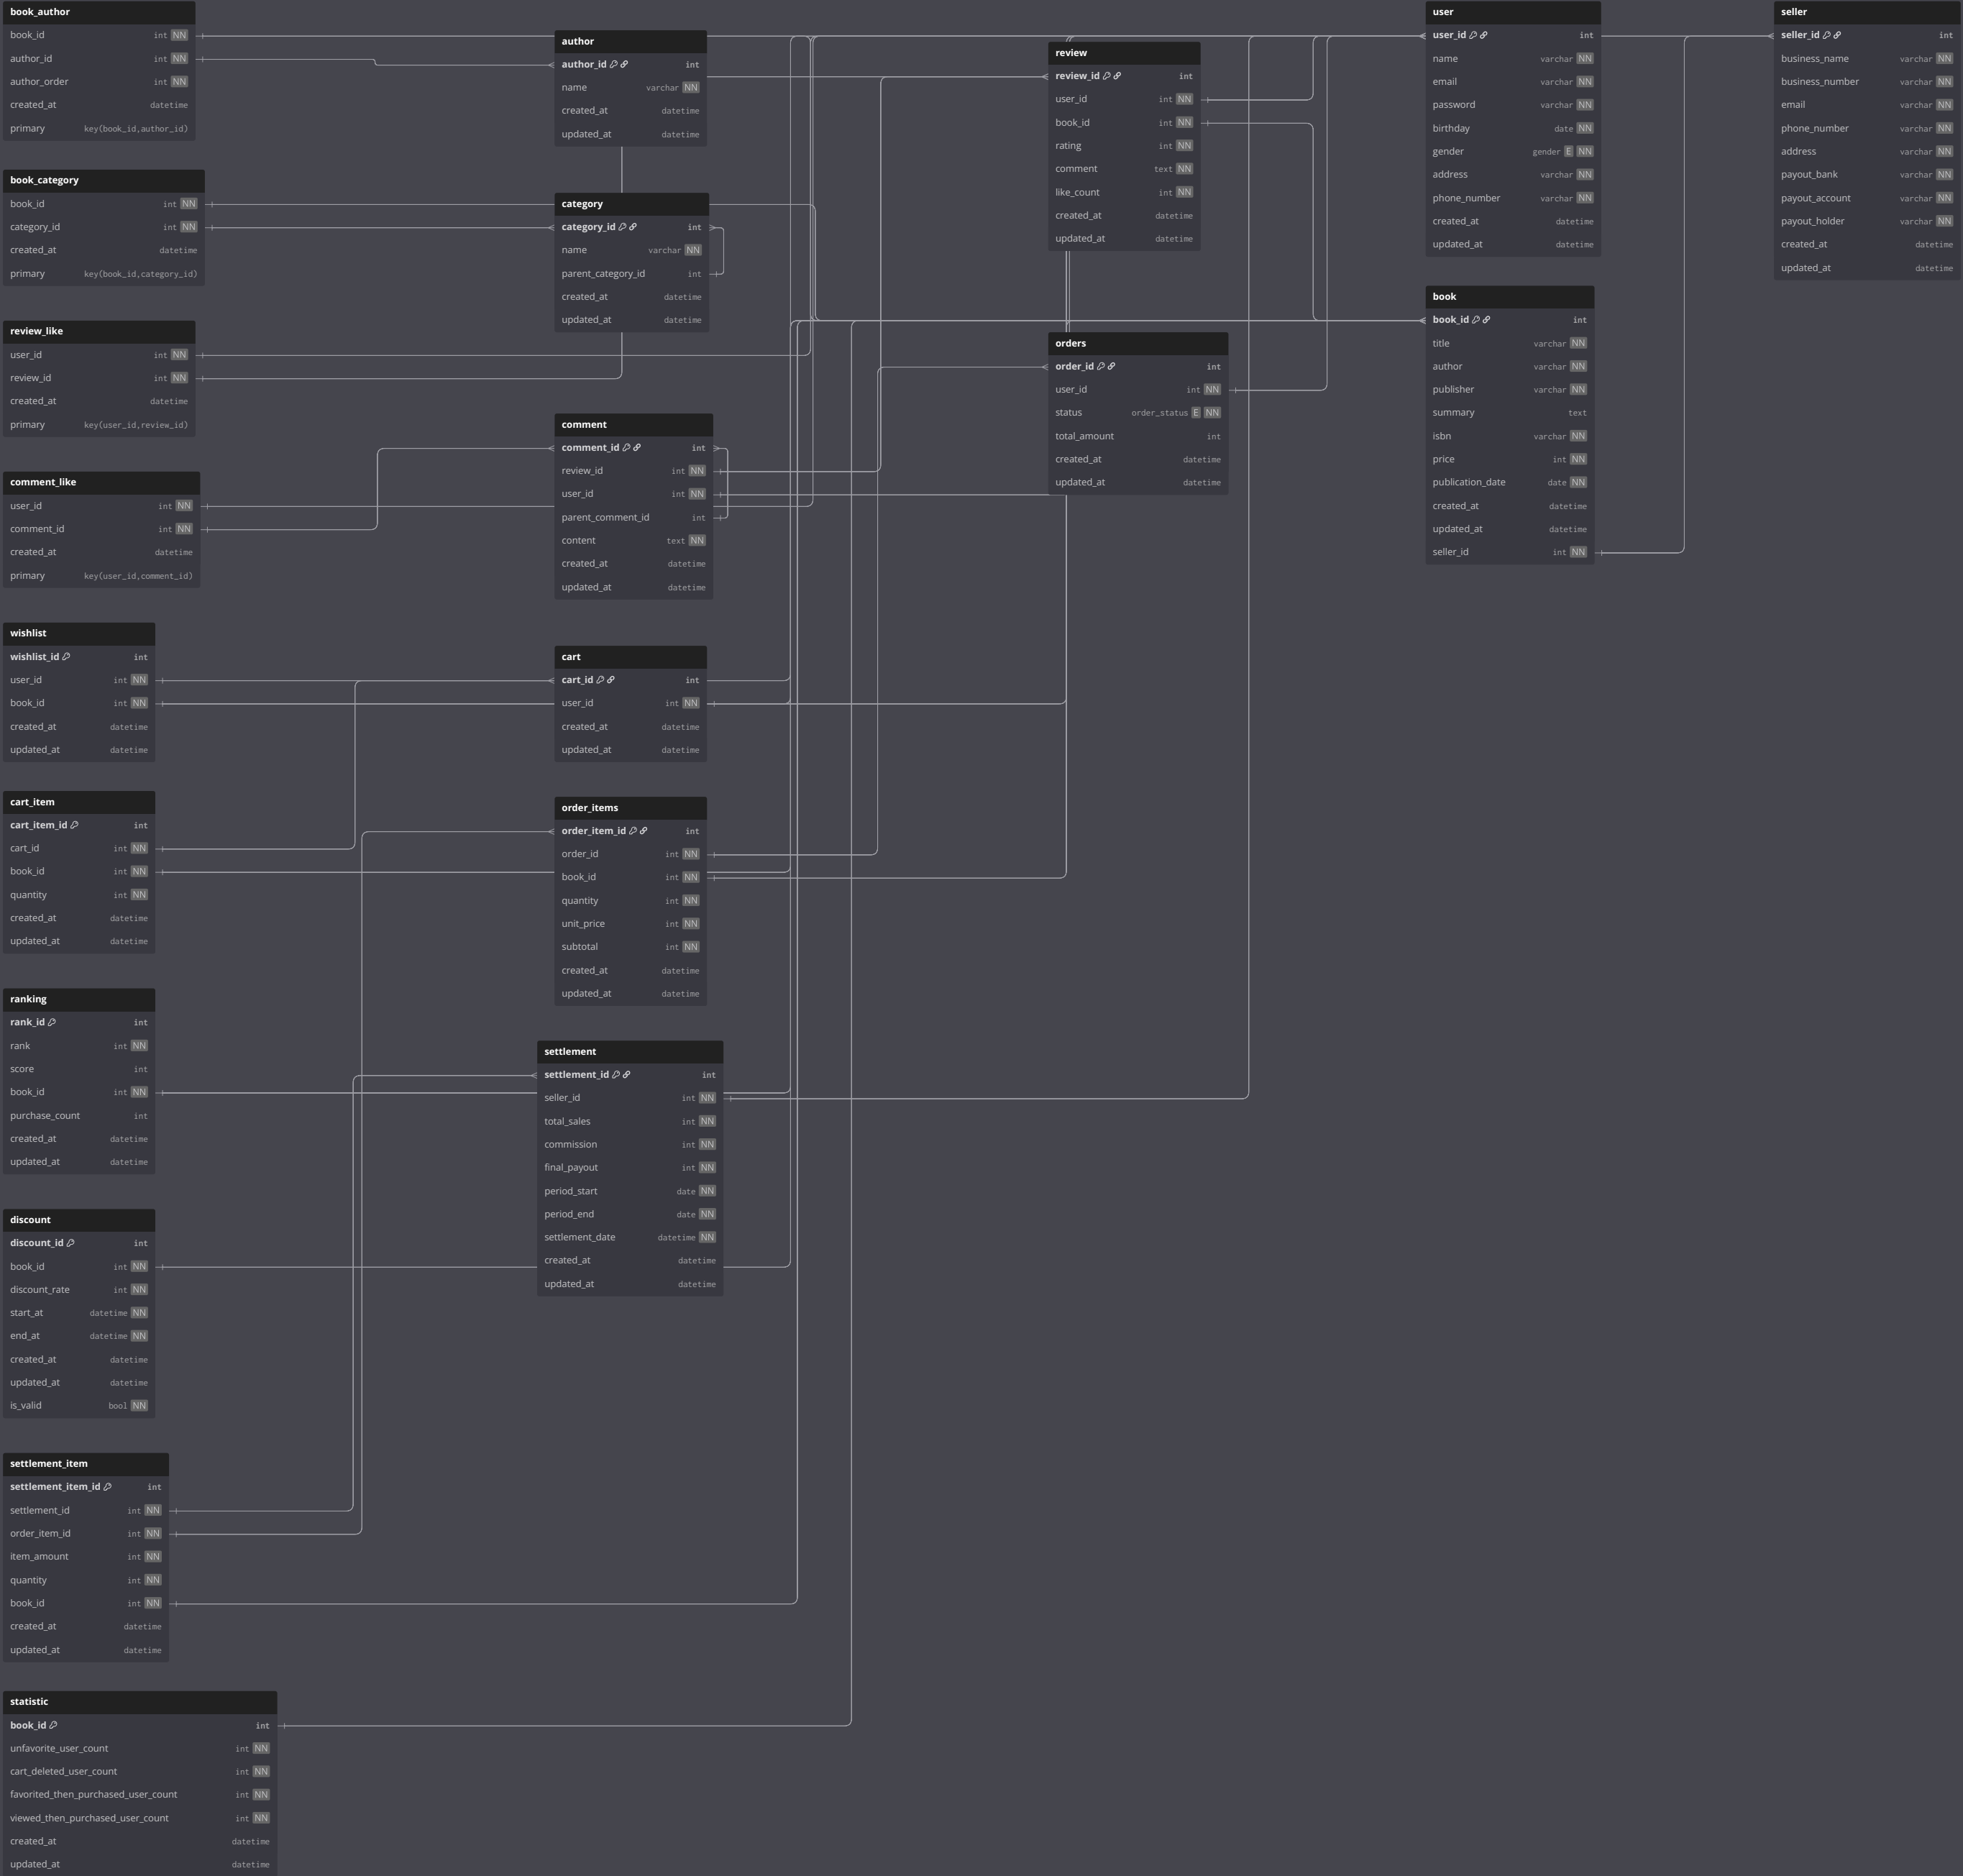 book_author
book_id int NN
author_id int NN
author_order int NN
created_at datetime
primary key(book_id,author_id)
book_category
book_id int NN
category_id int NN
created_at datetime
primary key(book_id,category_id)
review_like
user_id int NN
review_id int NN
created_at datetime
primary key(user_id,review_id)
comment_like
user_id int NN
comment_id int NN
created_at datetime
primary key(user_id,comment_id)
wishlist
wishlist_id int
user_id int NN
book_id int NN
created_at datetime
updated_at datetime
cart_item
cart_item_id int
cart_id int NN
book_id int NN
quantity int NN
created_at datetime
updated_at datetime
ranking
rank_id int
rank int NN
score int
book_id int NN
purchase_count int
created_at datetime
updated_at datetime
discount
discount_id int
book_id int NN
discount_rate int NN
start_at datetime NN
end_at datetime NN
created_at datetime
updated_at datetime
is_valid bool NN
settlement_item
settlement_item_id int
settlement_id int NN
order_item_id int NN
item_amount int NN
quantity int NN
book_id int NN
created_at datetime
updated_at datetime
statistic
book_id int
unfavorite_user_count int NN
cart_deleted_user_count int NN
favorited_then_purchased_user_count int NN
viewed_then_purchased_user_count int NN
created_at datetime
updated_at datetime
author
author_id int
name varchar NN
created_at datetime
updated_at datetime
category
category_id int
name varchar NN
parent_category_id int
created_at datetime
updated_at datetime
comment
comment_id int
review_id int NN
user_id int NN
parent_comment_id int
content text NN
created_at datetime
updated_at datetime
cart
cart_id int
user_id int NN
created_at datetime
updated_at datetime
order_items
order_item_id int
order_id int NN
book_id int NN
quantity int NN
unit_price int NN
subtotal int NN
created_at datetime
updated_at datetime
settlement
settlement_id int
seller_id int NN
total_sales int NN
commission int NN
final_payout int NN
period_start date NN
period_end date NN
settlement_date datetime NN
created_at datetime
updated_at datetime
review
review_id int
user_id int NN
book_id int NN
rating int NN
comment text NN
like_count int NN
created_at datetime
updated_at datetime
orders
order_id int
user_id int NN
status order_status E NN
total_amount int
created_at datetime
updated_at datetime
user
user_id int
name varchar NN
email varchar NN
password varchar NN
birthday date NN
gender gender E NN
address varchar NN
phone_number varchar NN
created_at datetime
updated_at datetime
book
book_id int
title varchar NN
author varchar NN
publisher varchar NN
summary text
isbn varchar NN
price int NN
publication_date date NN
created_at datetime
updated_at datetime
seller_id int NN
seller
seller_id int
business_name varchar NN
business_number varchar NN
email varchar NN
phone_number varchar NN
address varchar NN
payout_bank varchar NN
payout_account varchar NN
payout_holder varchar NN
created_at datetime
updated_at datetime